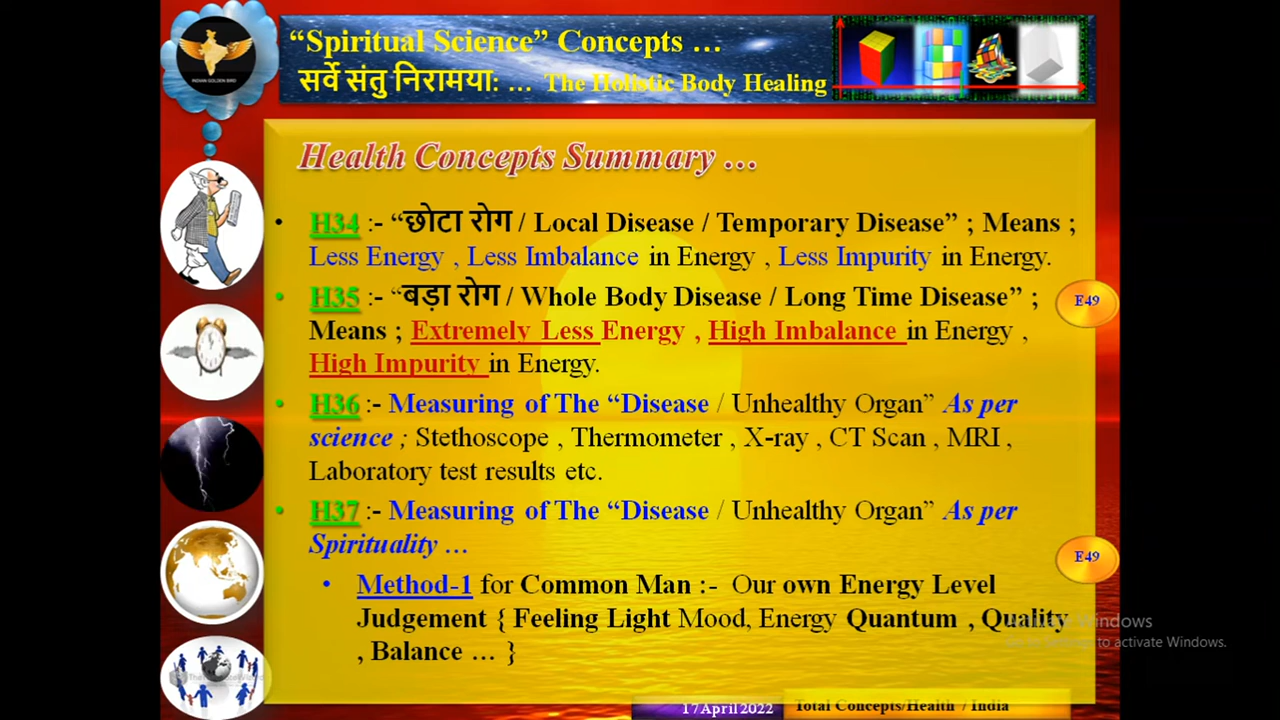 INDIAN GOLDEN BIRD
“Spiritual Science” Concepts …
सर्वे संतु निरामयाः … The Holistic Body Healing
Health Concepts Summary …
• H34 :- “छोटा रोग / Local Disease / Temporary Disease” ; Means ;
Less Energy , Less Imbalance in Energy , Less Impurity in Energy.
• H35 :- “बड़ा रोग / Whole Body Disease / Long Time Disease” ;
E49
Means ; Extremely Less Energy , High Imbalance in Energy ,
High Impurity in Energy.
• H36 :- Measuring of The “Disease / Unhealthy Organ” As per
science ; Stethoscope , Thermometer , X-ray , CT Scan , MRI ,
Laboratory test results etc.
• H37 :- Measuring of The “Disease / Unhealthy Organ” As per
Spirituality …
E49
• Method-1 for Common Man :- Our own Energy Level
Judgement { Feeling Light Mood, Energy Quantum , Quality
, Balance … }
Activate Windows
Go to Settings to activate Windows.
17April2022
Total Concepts/Health / India